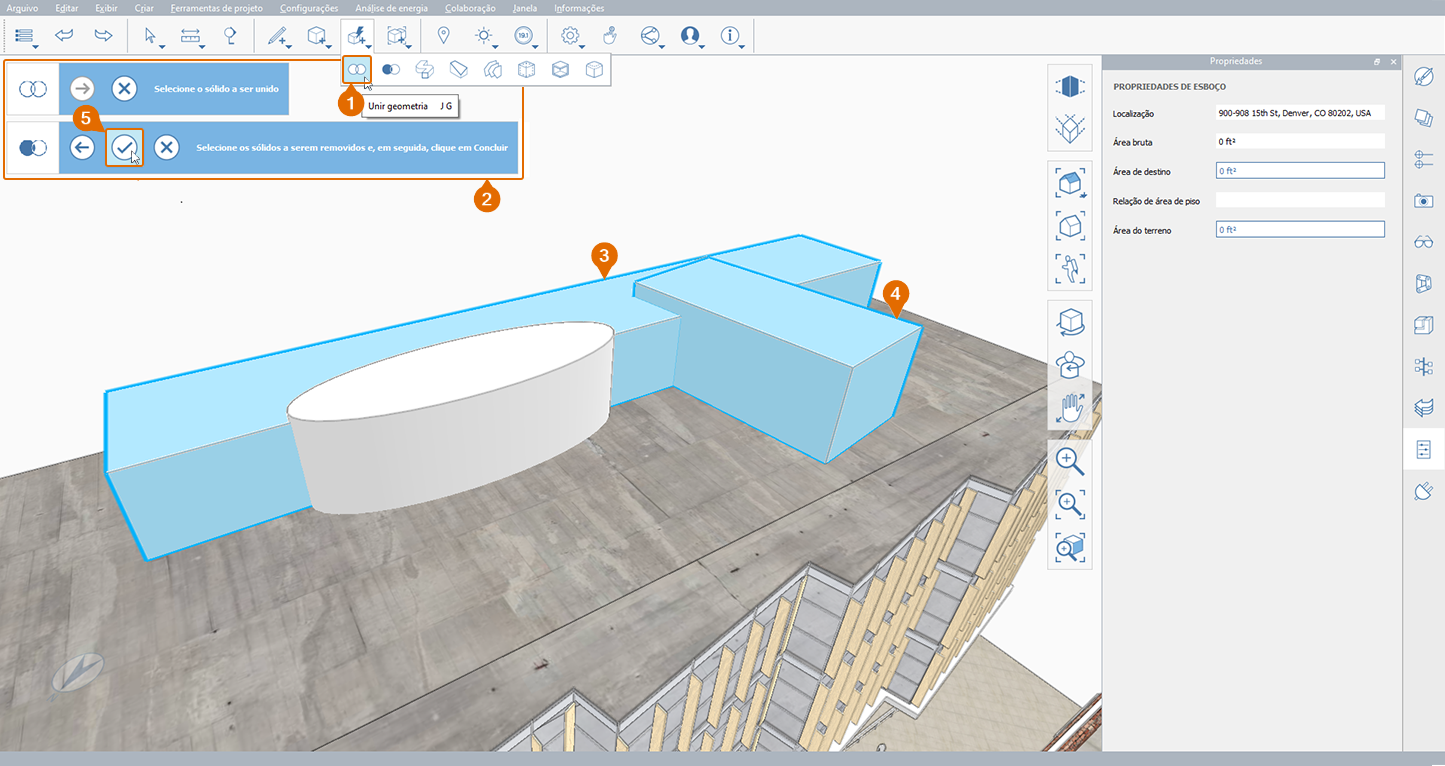 Arquivo Editar Exibir Criar Ferramentas de projeto Configurações Análise de energia Colaboração Janela Informações
19.1
Propriedades
Selecione o sólido a ser unido
1
Unir geometria J G
5
Selecione os sólidos a serem removidos e, em seguida, clique em Concluir
2
3
4
PROPRIEDADES DE ESBOÇO
Localização 900-908 15th St, Denver, CO 80202, USA
Área bruta 0 ft²
Área de destino 0 ft²
Relação de área de piso
Área do terreno 0 ft²